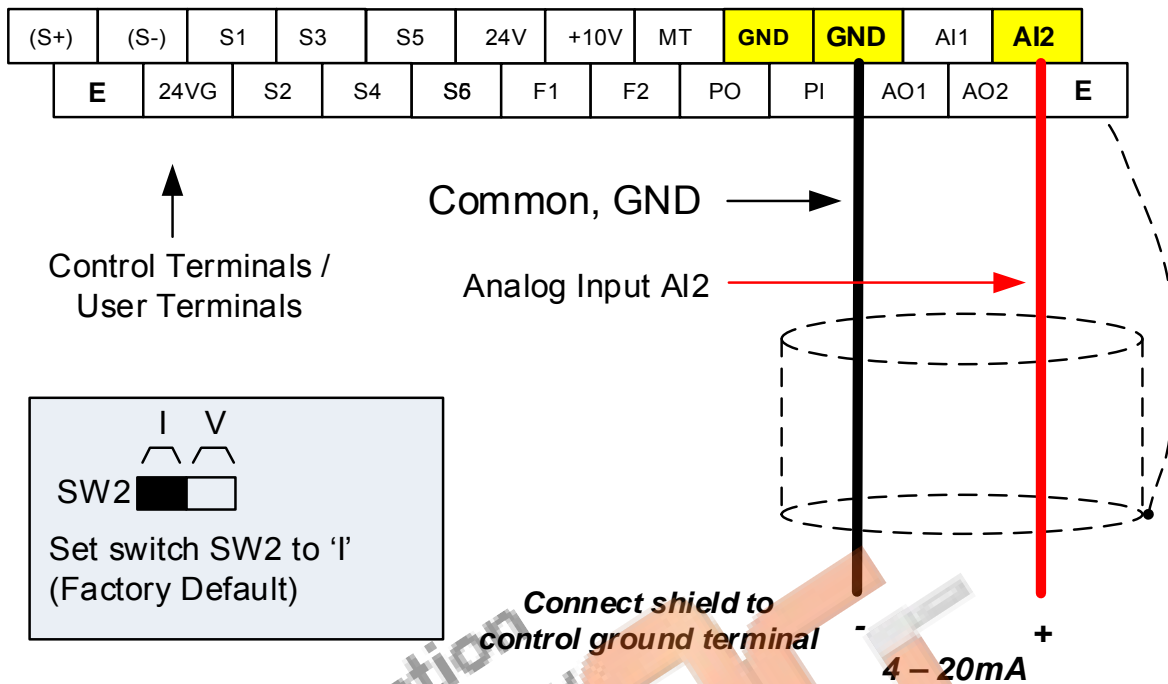 (S+) (S-) S1 S3 S5 24V +10V MT GND GND AI1 AI2
E 24VG S2 S4 S6 F1 F2 PO PI AO1 AO2 E
Common, GND
Control Terminals /
User Terminals
Analog Input AI2
I V
SW2
Set switch SW2 to ‘I’
(Factory Default)
Connect shield to
control ground terminal
- +
4 – 20mA